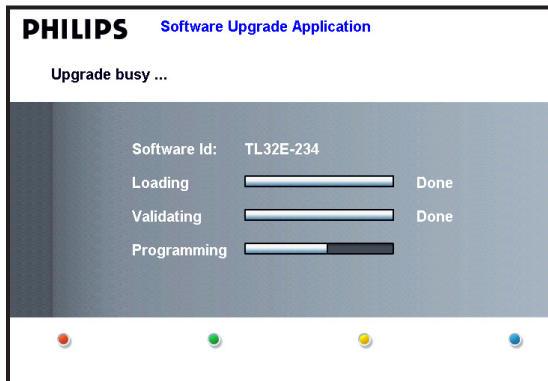 PHILIPS Software Upgrade Application
Upgrade busy ...
Software Id: TL32E-234
Loading Done
Validating Done
Programming